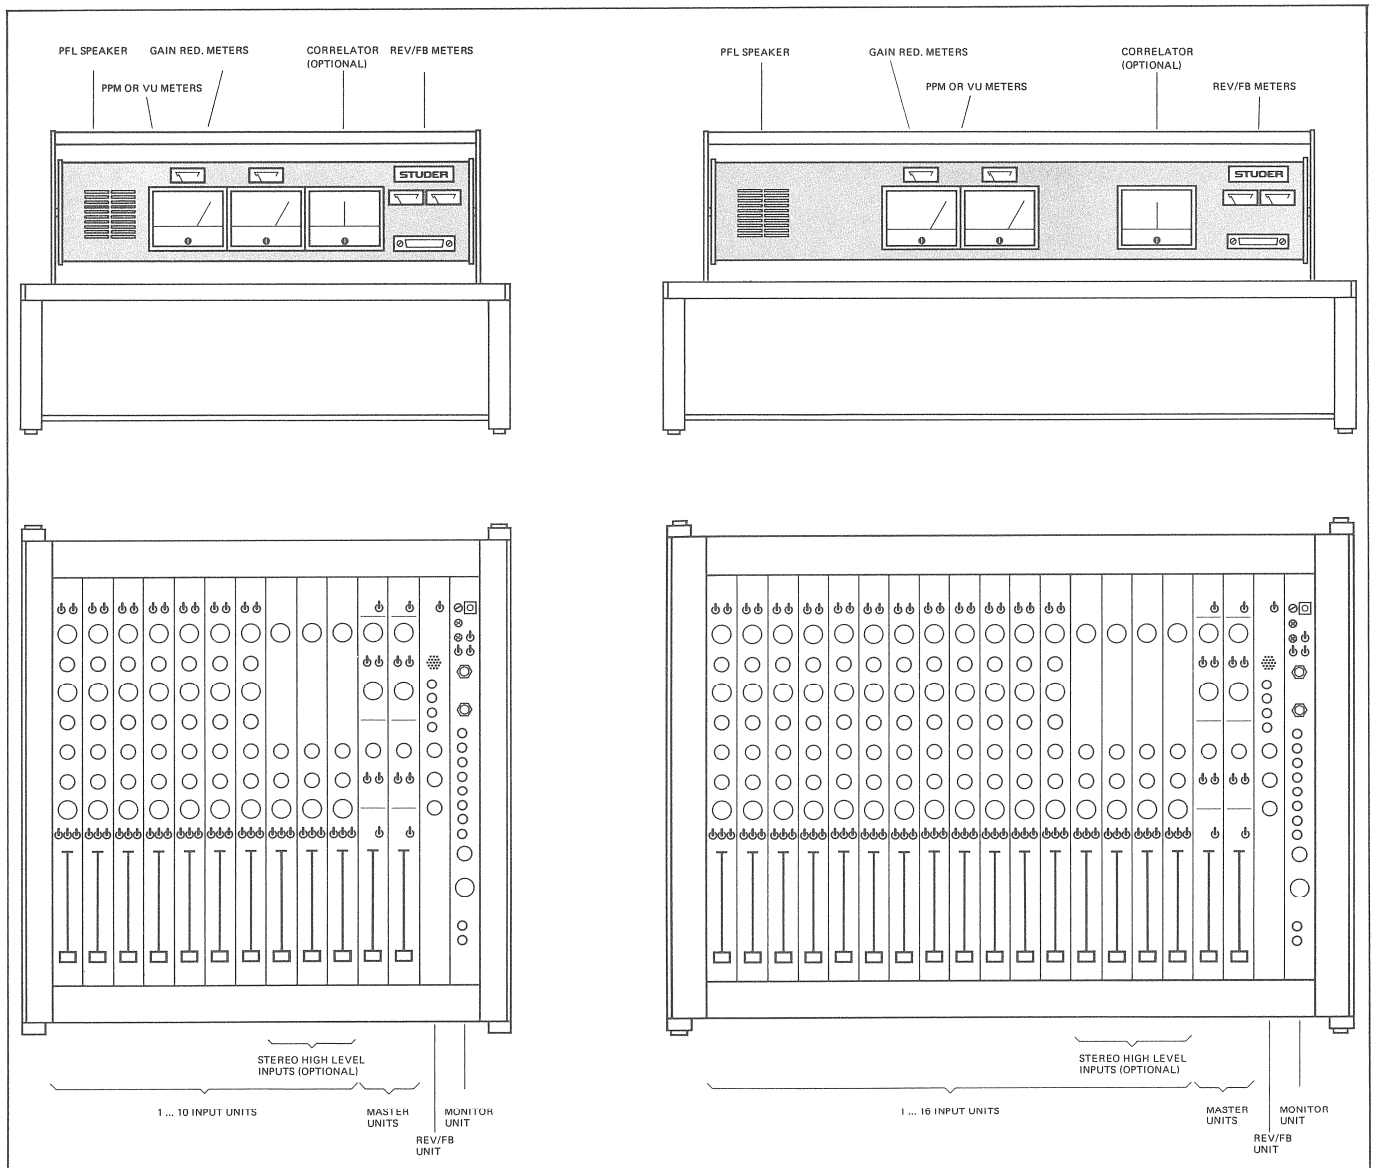 PFL SPEAKER
GAIN RED. METERS
CORRELATOR
(OPTIONAL)
REV/FB METERS
PPM OR VU METERS
STUDER
PFL SPEAKER
GAIN RED. METERS
CORRELATOR
(OPTIONAL)
PPM OR VU METERS
REV/FB METERS
STUDER
STEREO HIGH LEVEL
INPUTS (OPTIONAL)
1 ... 10 INPUT UNITS
MASTER
UNITS
MONITOR
UNIT
REV/FB
UNIT
STEREO HIGH LEVEL
INPUTS (OPTIONAL)
1 ... 16 INPUT UNITS
MASTER
UNITS
MONITOR
UNIT
REV/FB
UNIT